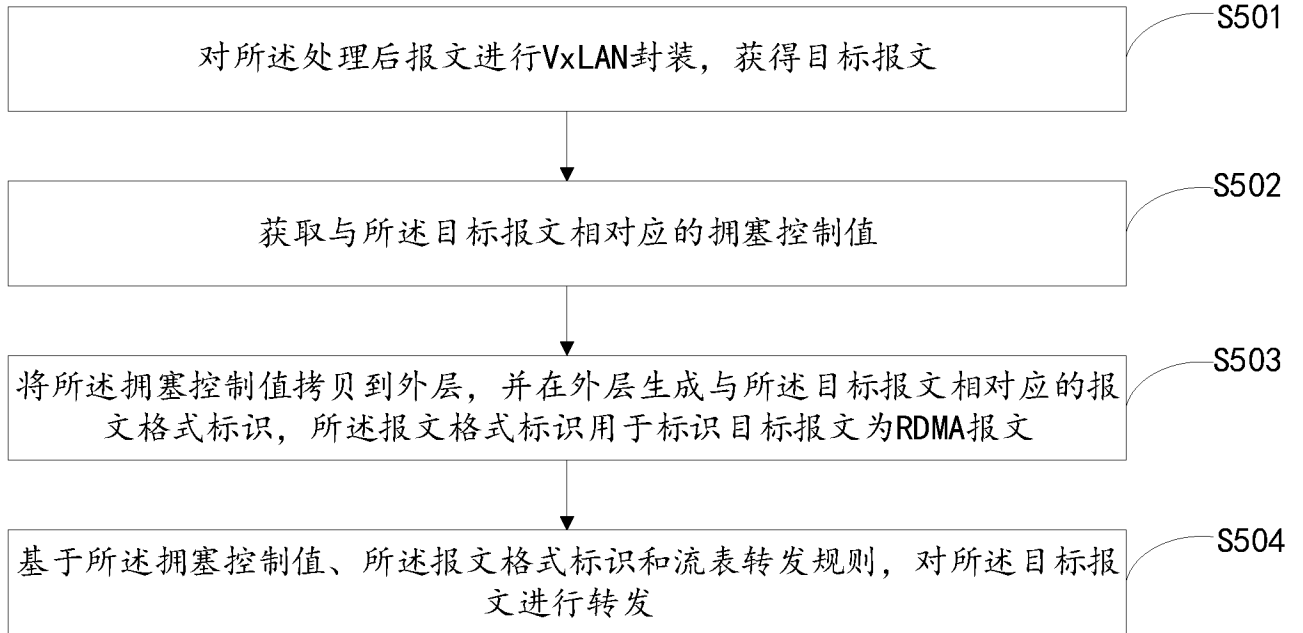 S501
对所述处理后报文进行VxLAN封装，获得目标报文
S502
获取与所述目标报文相对应的拥塞控制值
S503
将所述拥塞控制值拷贝到外层，并在外层生成与所述目标报文相对应的报
文格式标识，所述报文格式标识用于标识目标报文为RDMA报文
S504
基于所述拥塞控制值、所述报文格式标识和流表转发规则，对所述目标报
文进行转发